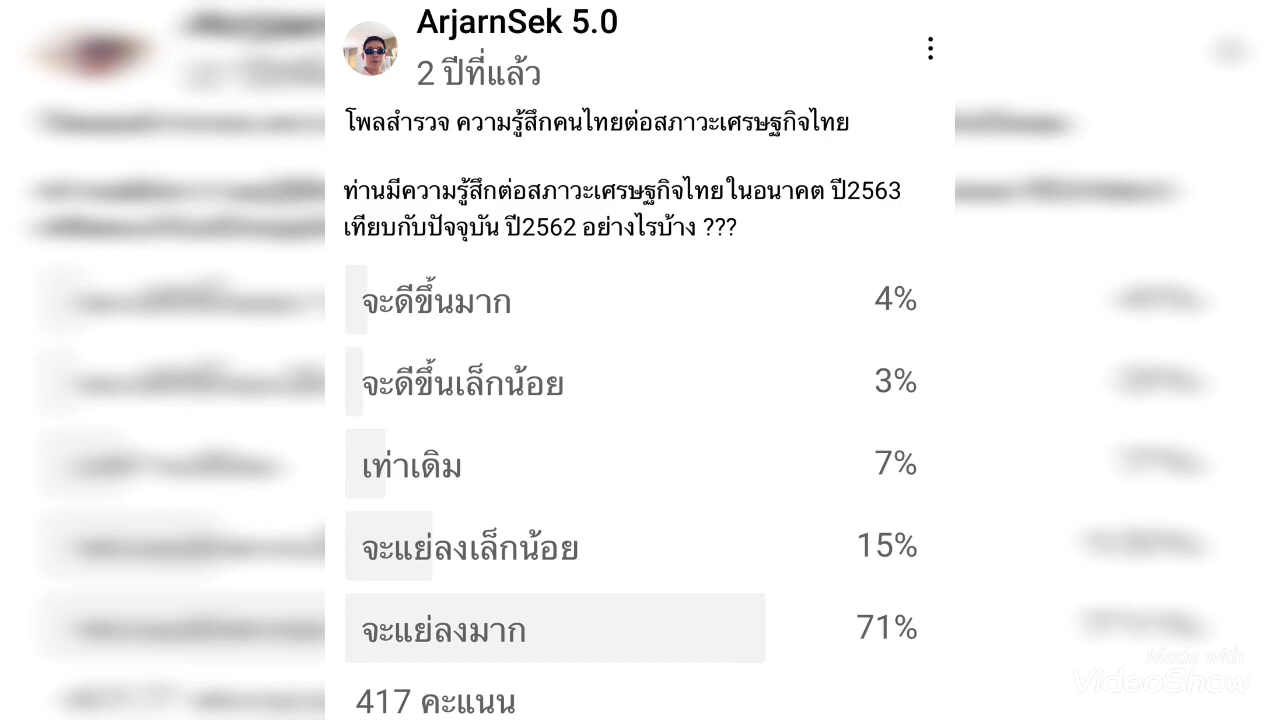 ArjarnSek 5.0
2 ปีที่แล้ว
โพลสำรวจ ความรู้สึกคนไทยต่อสภาวะเศรษฐกิจไทย
ท่านมีความรู้สึกต่อสภาวะเศรษฐกิจไทย ในอนาคต ปี2563
เทียบกับปัจจุบัน ปี2562 อย่างไรบ้าง ???
จะดีขึ้นมาก 4%
จะดีขึ้นเล็กน้อย 3%
เท่าเดิม 7%
จะแย่ลงเล็กน้อย 15%
จะแย่ลงมาก 71%
417 คะแนน
Made with
VideoShow